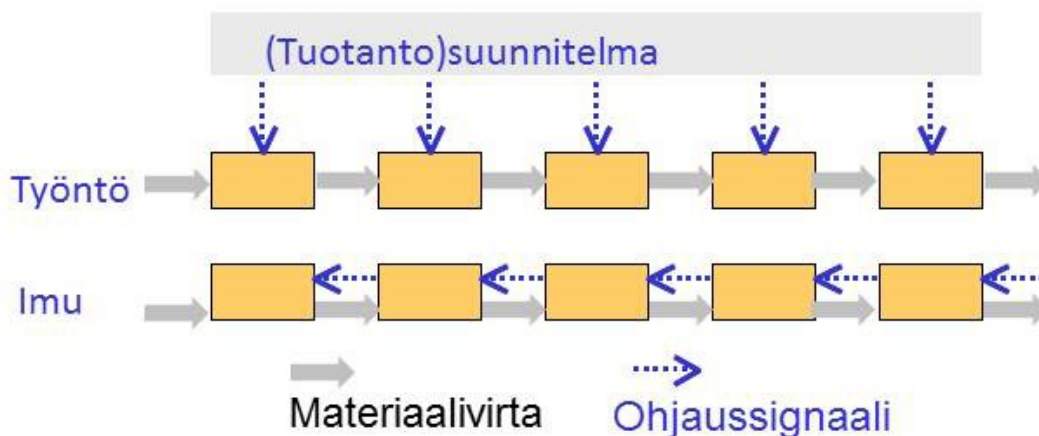 (Tuotanto)suunnitelma
Työntö
Imu
Materiaalivirta
Ohjaussignaali